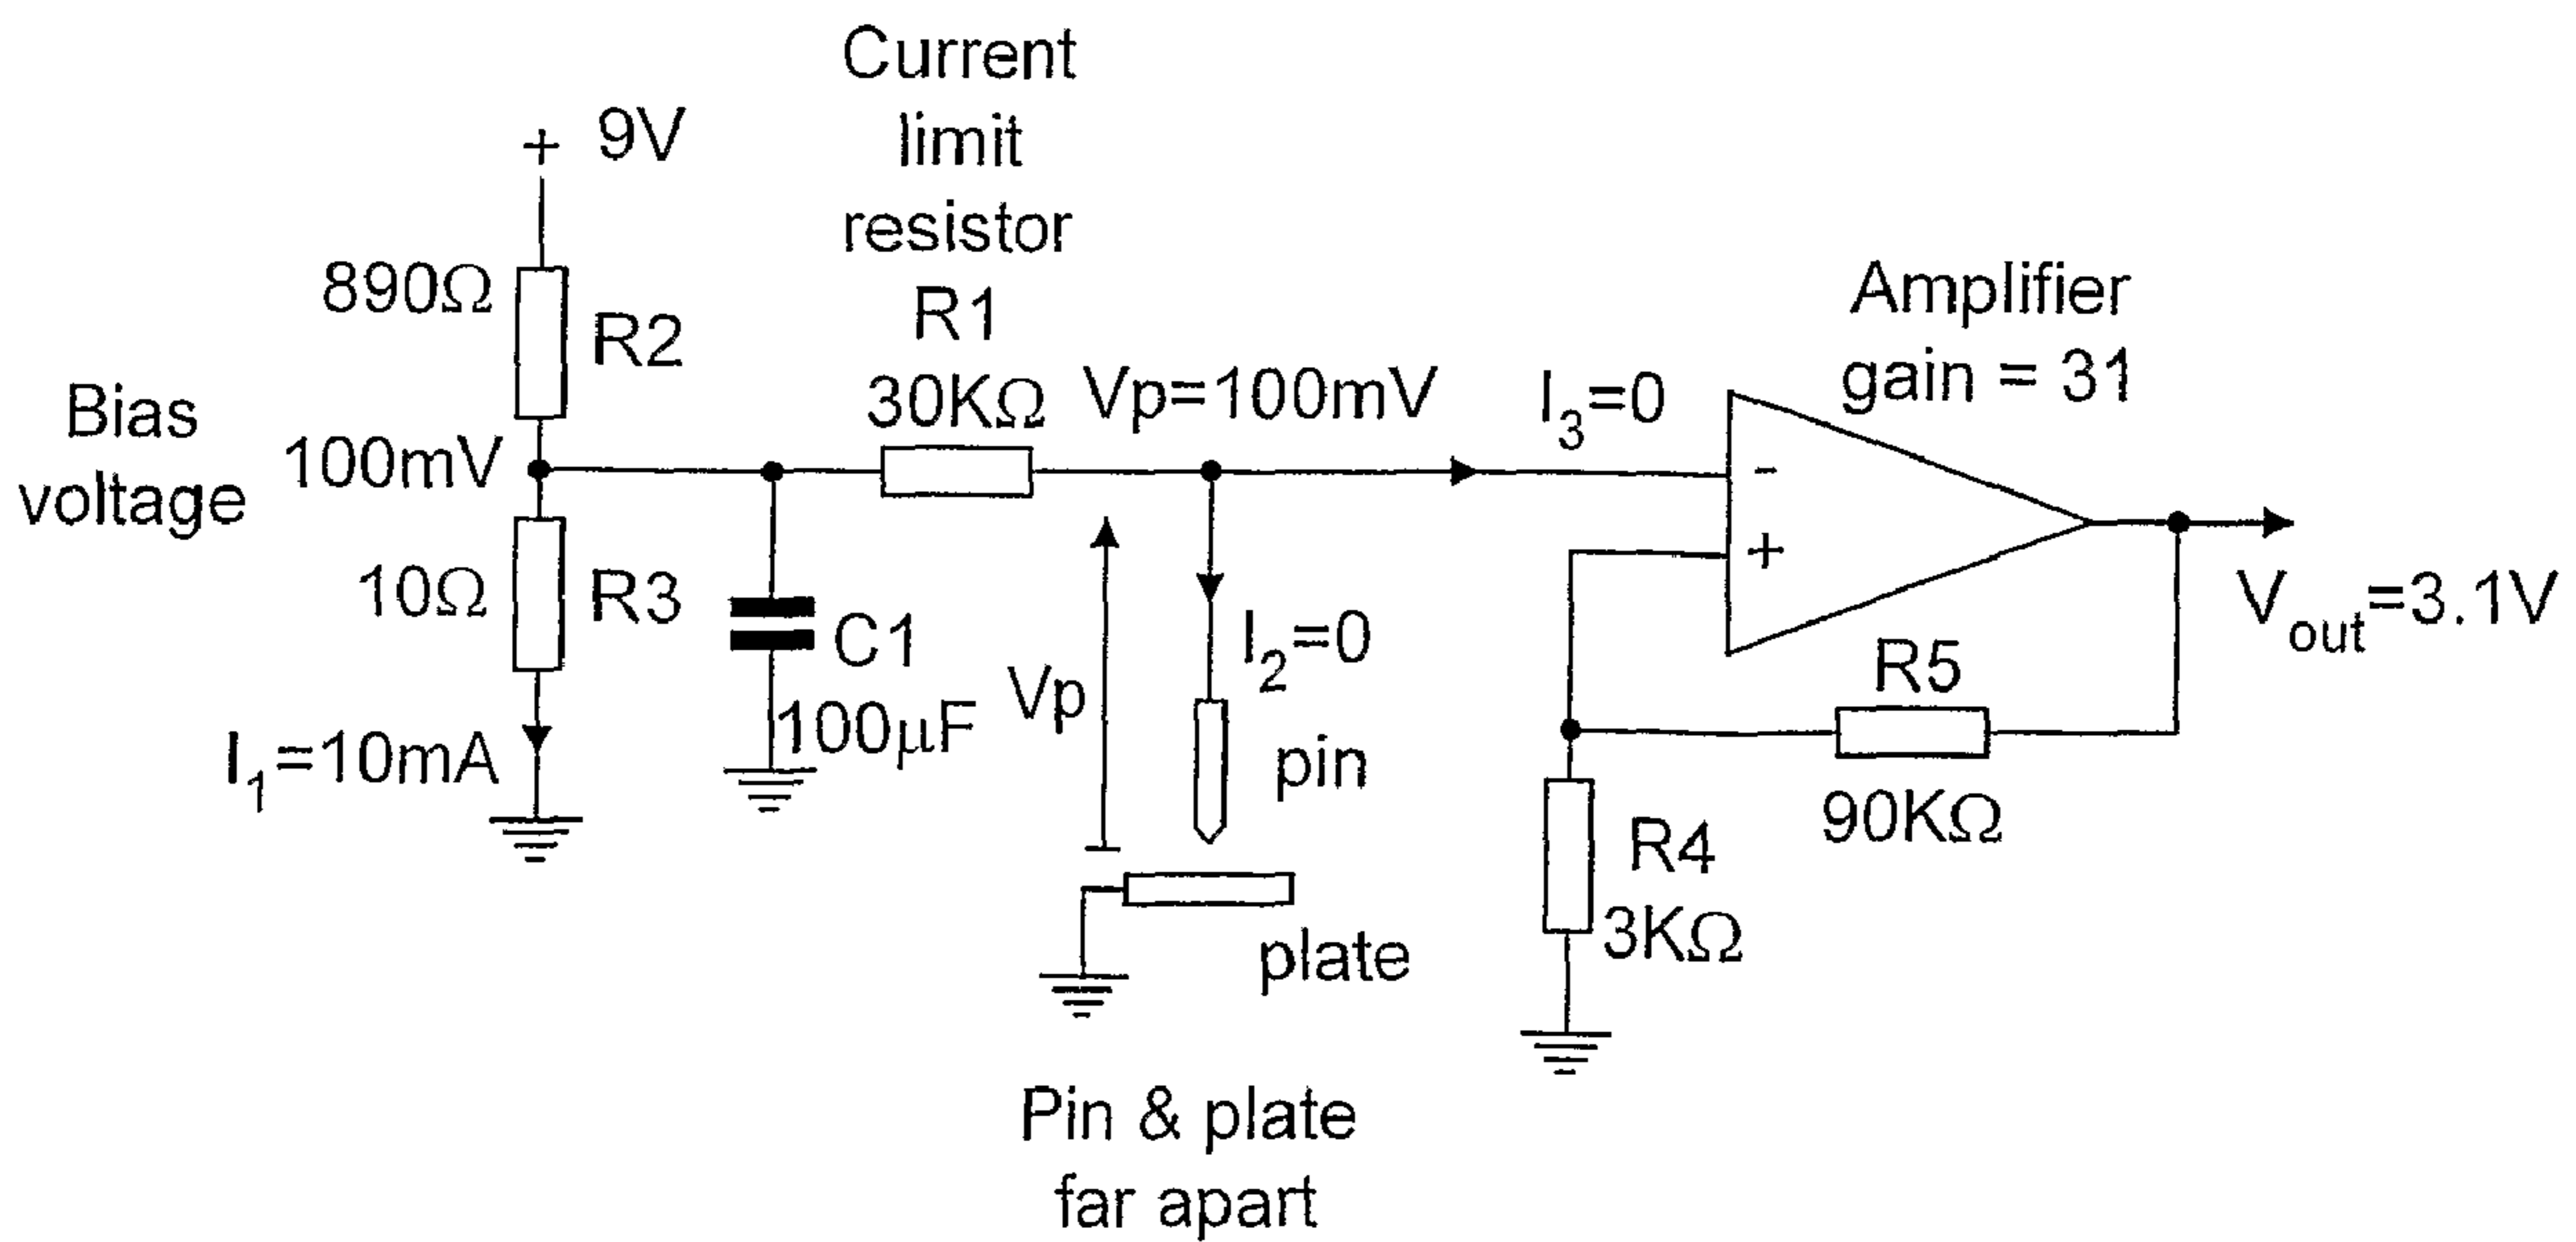 Current
limit
resistor
R1
30KΩ
+ 9V
890Ω
R2
Bias
voltage
100mV
10Ω
R3
I1=10mA
C1
100μF
Vp=100mV
Vp
I2=0
pin
plate
Pin & plate
far apart
I3=0
Amplifier
gain = 31
-
+
Vout=3.1V
R5
90KΩ
R4
3KΩ